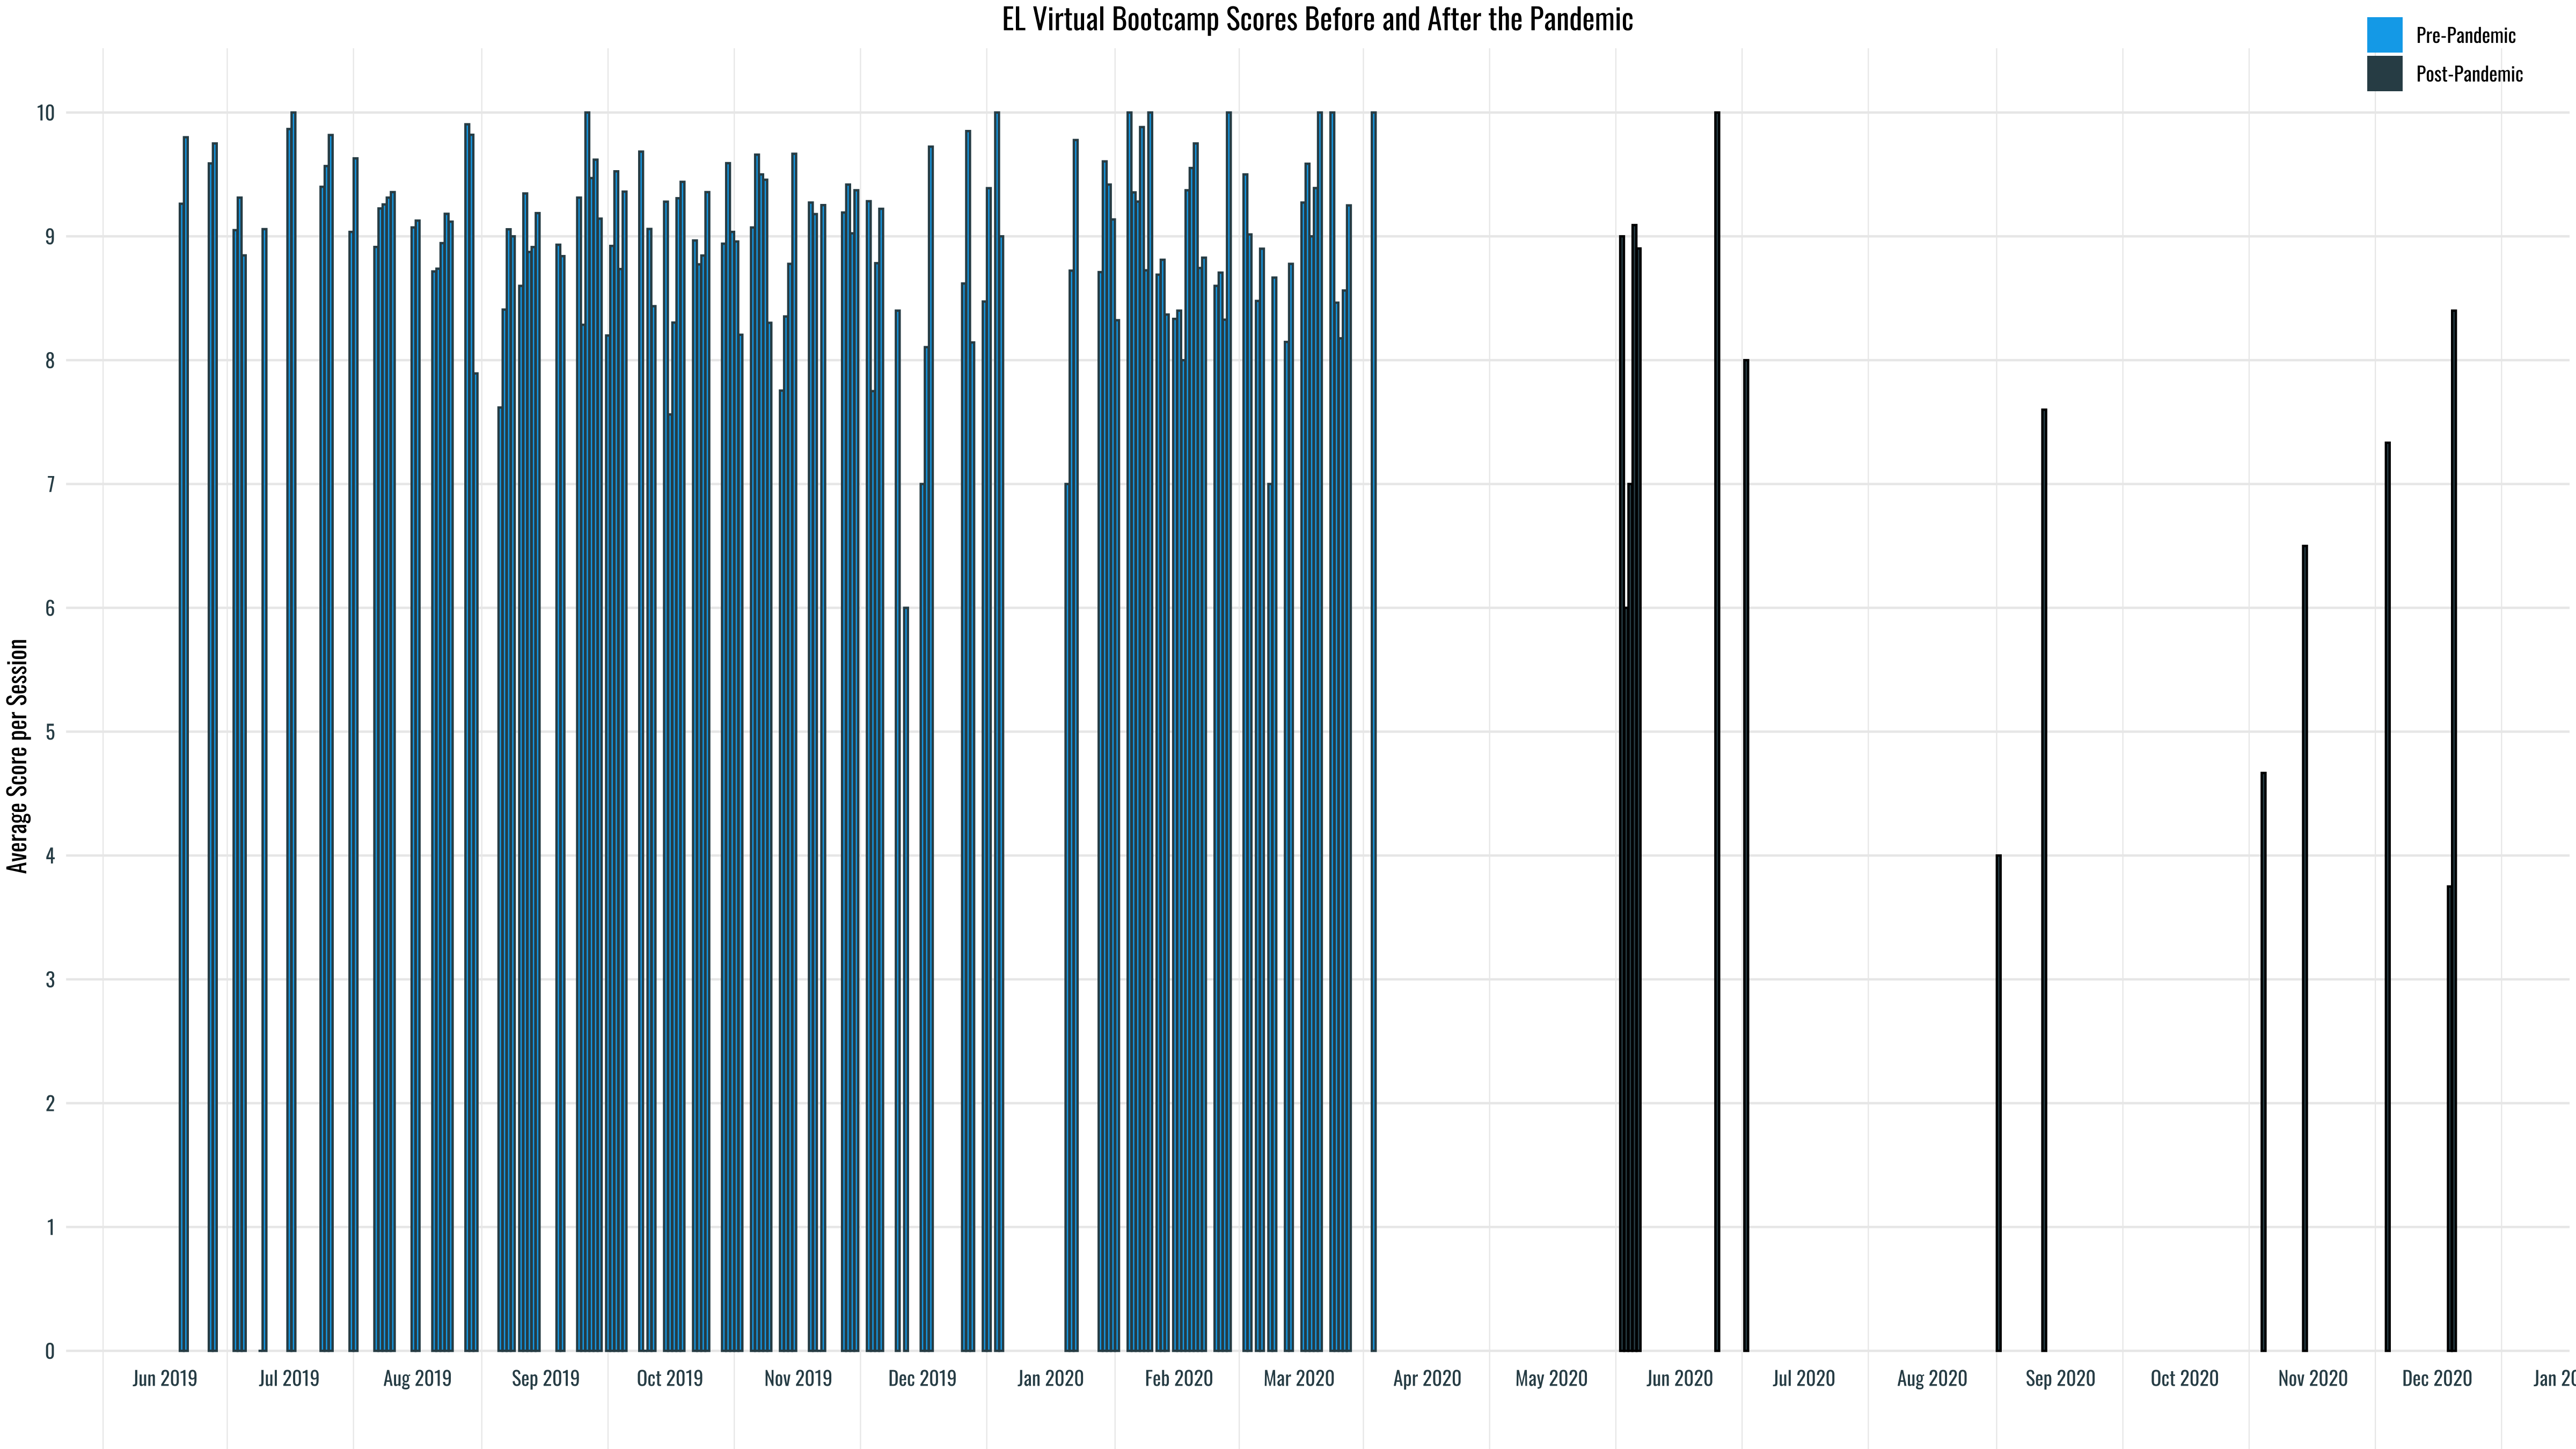 EL Virtual Bootcamp Scores Before and After the Pandemic
Pre-Pandemic
Post-Pandemic
Average Score per Session
10
9
8
7
6
5
4
3
2
1
0
Jun 2019 Jul 2019 Aug 2019 Sep 2019 Oct 2019 Nov 2019 Dec 2019 Jan 2020 Feb 2020 Mar 2020 Apr 2020 May 2020 Jun 2020 Jul 2020 Aug 2020 Sep 2020 Oct 2020 Nov 2020 Dec 2020 Jan